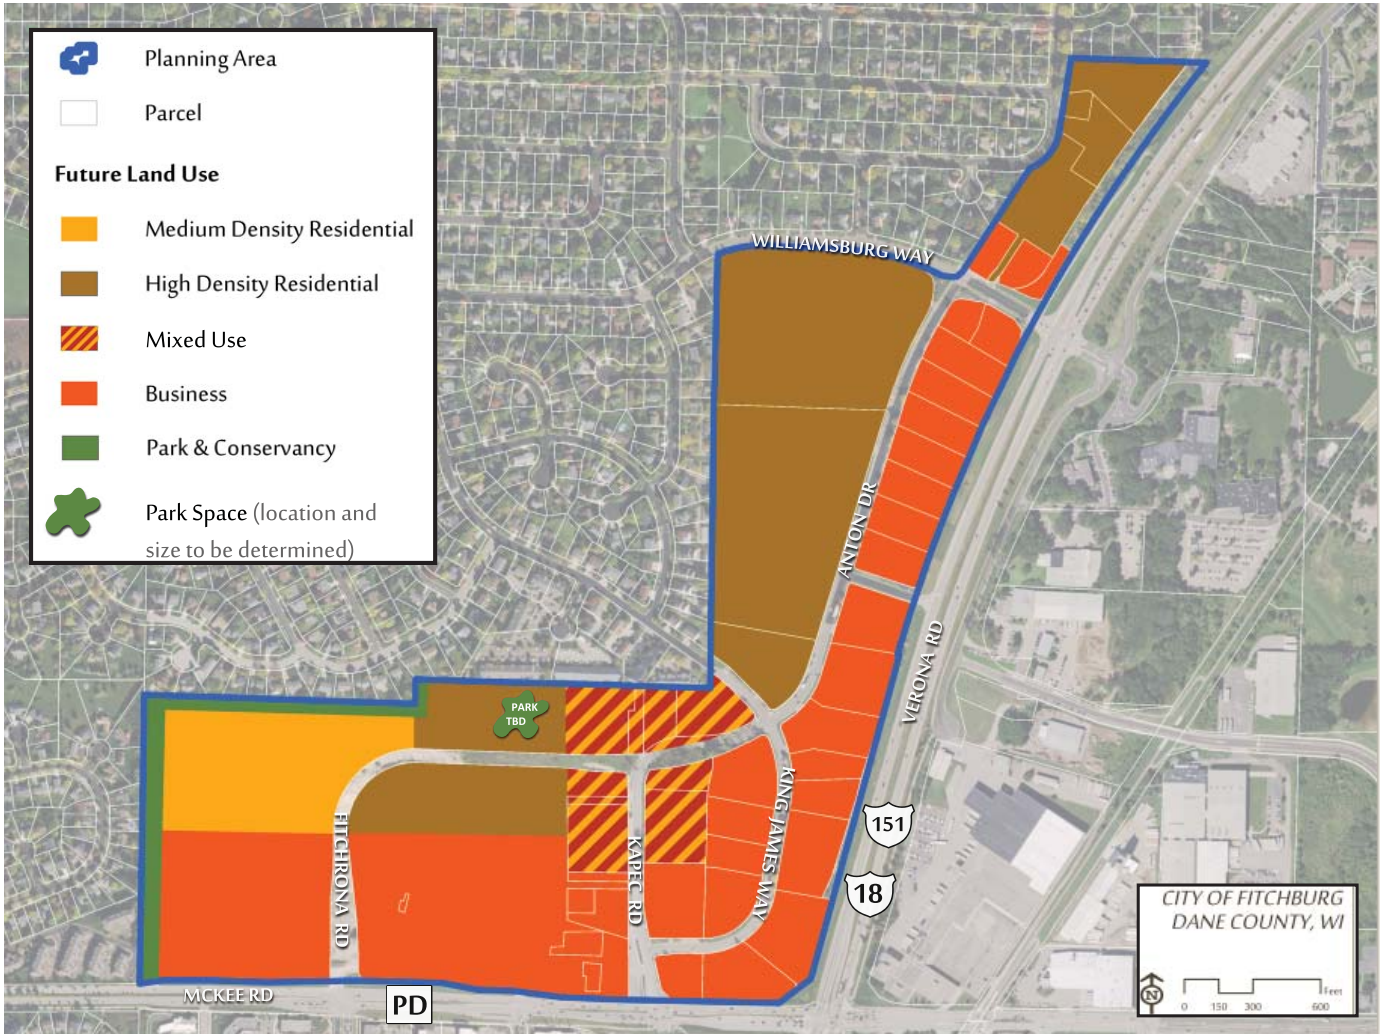 Planning Area
Parcel
Future Land Use
Medium Density Residential
High Density Residential
Mixed Use
Business
Park & Conservancy
Park Space (location and
size to be determined)
WILLIAMSBURG WAY
ANTON DR
VERONA RD
PARK
TBD
KING JAMES WAY
FITCHRONA RD
KAPEC RD
151
18
MCKEE RD
PD
CITY OF FITCHBURG
DANE COUNTY, WI
N
Feet
0 150 300 600